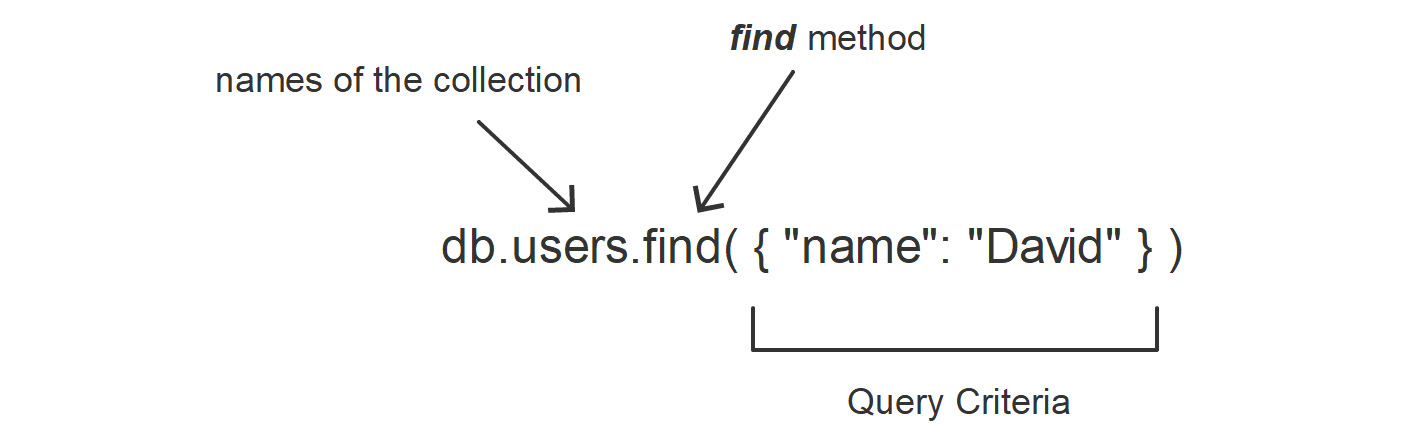 find method
names of the collection
db.users.find( { "name": "David" } )
Query Criteria